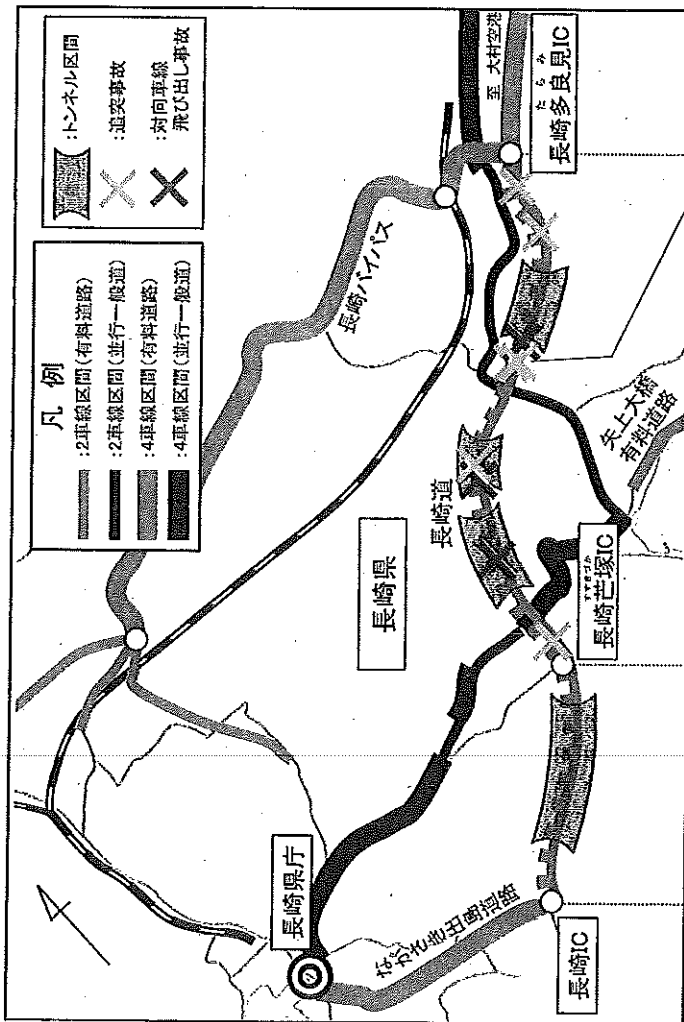 凡例
:2車線区間(有料道路)
:2車線区間(並行一般道)
:4車線区間(有料道路)
:4車線区間(並行一般道)
:トンネル区間
:追突事故
:対向車線
飛び出し事故
長崎バイパス
至 大村空港
たらみ
長崎多良見IC
長崎道
長崎県
矢上大橋
有料道路
すすきづか
長崎芒塚IC
長崎県庁
ながさき出島道路
長崎IC